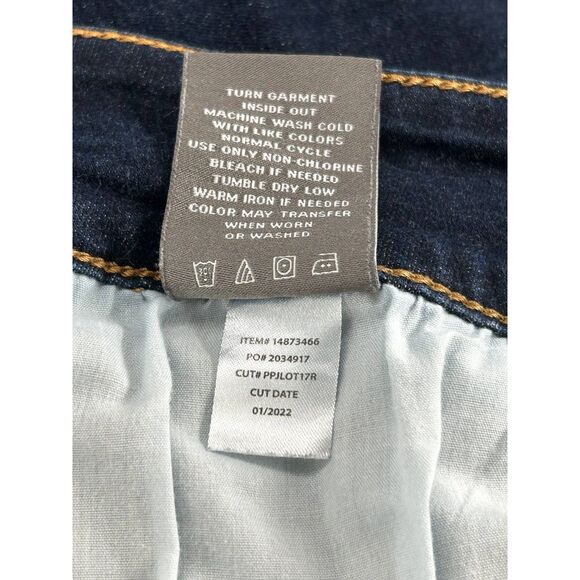 TURN GARMENT
INSIDE OUT
MACHINE WASH COLD
WITH LIKE COLORS
NORMAL CYCLE
USE ONLY NON-CHLORINE
BLEACH IF NEEDED
TUMBLE DRY LOW
WARM IRON IF NEEDED
COLOR MAY TRANSFER
WHEN WORN
OR WASHED
ITEM# 14873466
PO# 2034917
CUT# PPJLOT17R
CUT DATE
01/2022